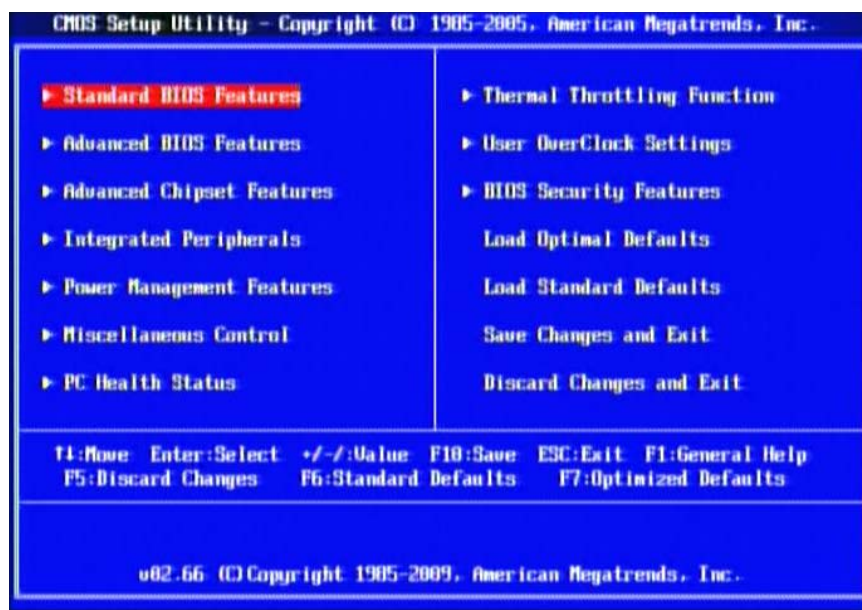 CMOS Setup Utility - Copyright (C) 1985-2005, American Megatrends, Inc.
▶ Standard BIOS Features
▶ Advanced BIOS Features
▶ Advanced Chipset Features
▶ Integrated Peripherals
▶ Power Management Features
▶ Miscellaneous Control
▶ PC Health Status
▶ Thermal Throttling Function
▶ User OverClock Settings
▶ BIOS Security Features
Load Optimal Defaults
Load Standard Defaults
Save Changes and Exit
Discard Changes and Exit
↑↓:Move Enter:Select +/-/:Value F10:Save ESC:Exit F1:General Help
F5:Discard Changes F6:Standard Defaults F7:Optimized Defaults
v02.66 (C)Copyright 1985-2009, American Megatrends, Inc.